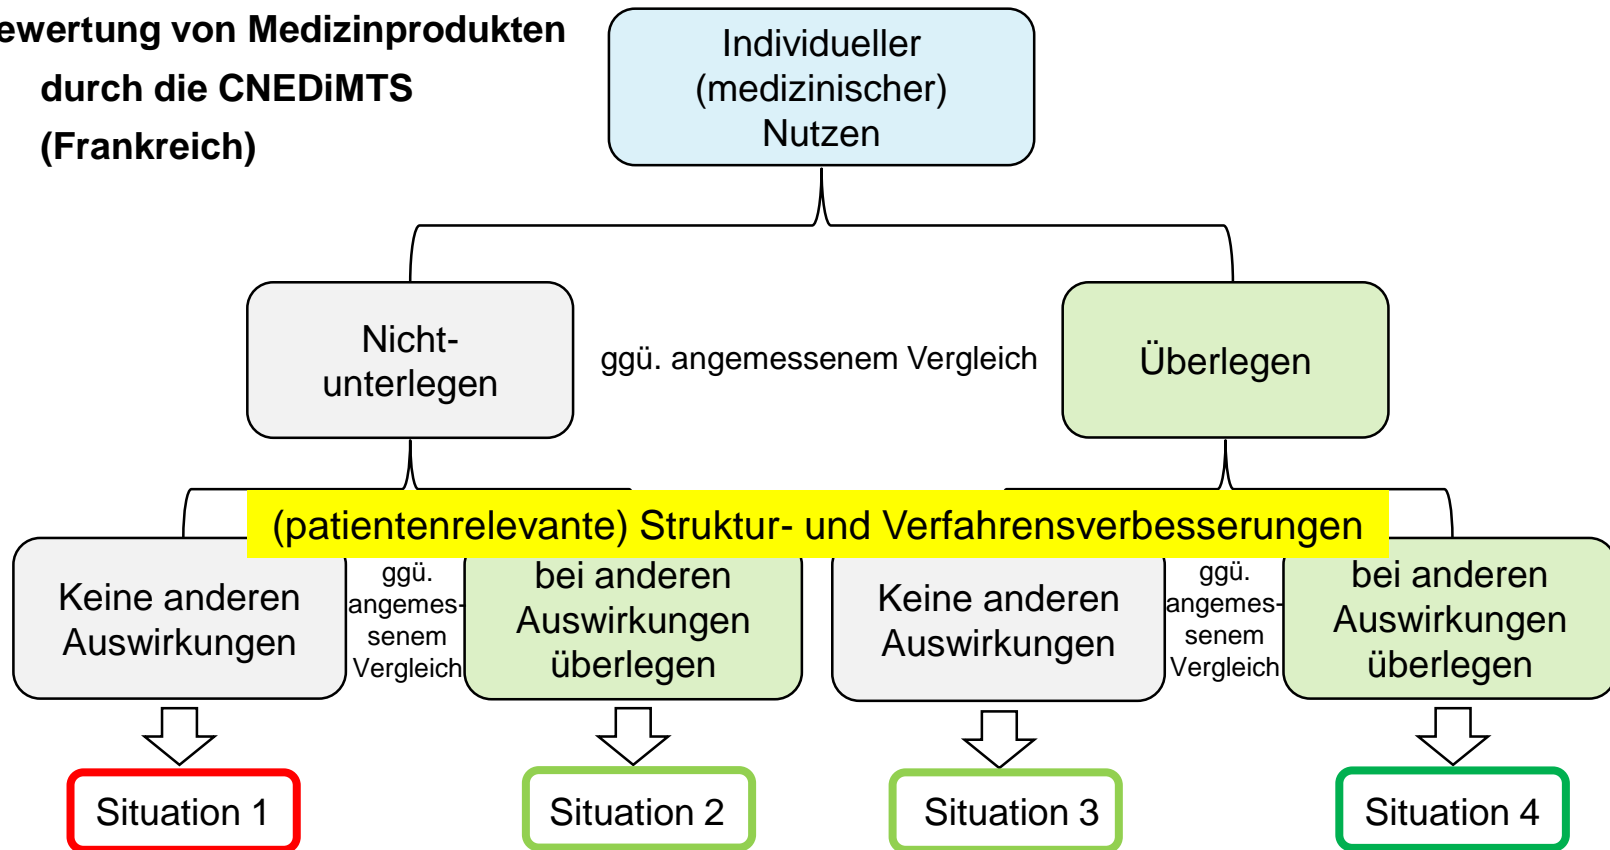 ewertung von Medizinprodukten
durch die CNEDiMTS
(Frankreich)
Individueller
(medizinischer)
Nutzen
Nicht-
unterlegen
ggü. angemessenem Vergleich
Überlegen
(patientenrelevante) Struktur- und Verfahrensverbesserungen
Keine anderen
Auswirkungen
ggü.
angemes-
senem
Vergleich
bei anderen
Auswirkungen
überlegen
Keine anderen
Auswirkungen
ggü.
angemes-
senem
Vergleich
bei anderen
Auswirkungen
überlegen
Situation 1
Situation 2
Situation 3
Situation 4